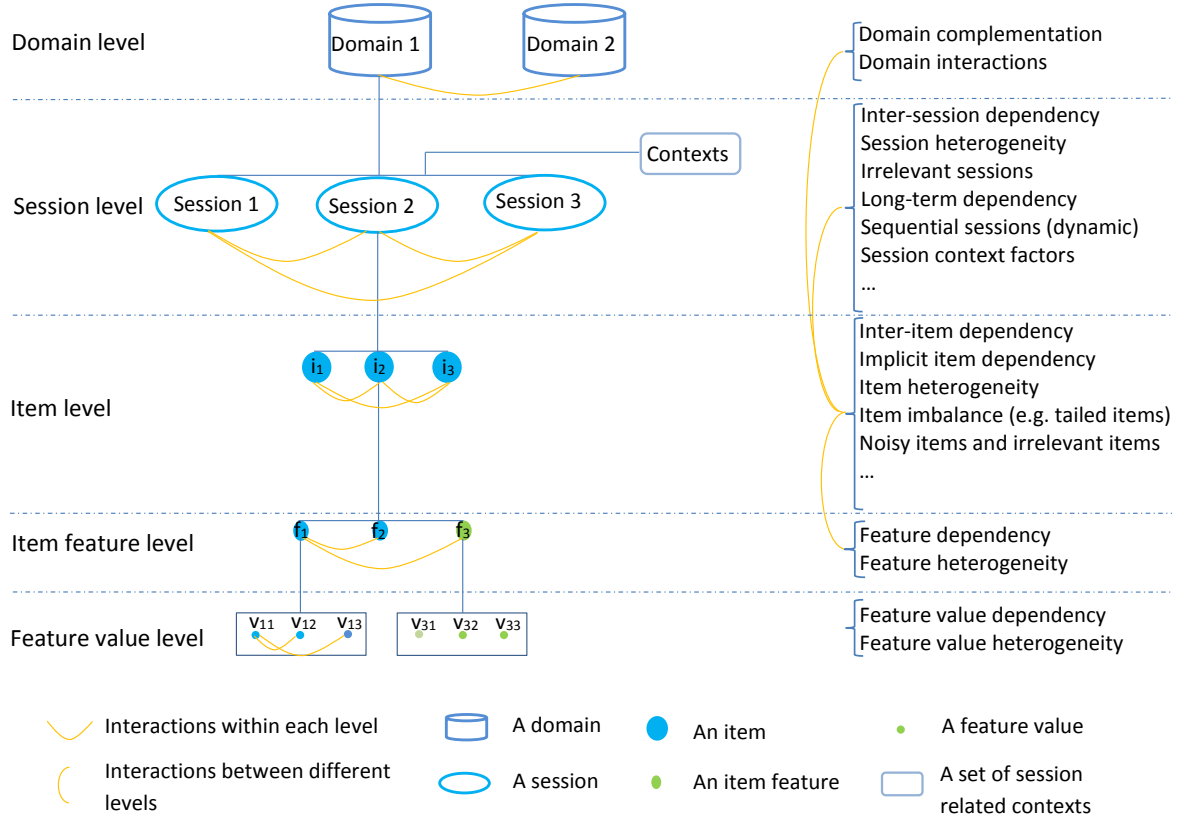 Domain level
Domain 1
Domain 2
Domain complementation
Domain interactions
Session level
Contexts
Session 1
Session 2
Session 3
Inter-session dependency
Session heterogeneity
Irrelevant sessions
Long-term dependency
Sequential sessions (dynamic)
Session context factors
...
Item level
i1
i2
i3
Inter-item dependency
Implicit item dependency
Item heterogeneity
Item imbalance (e.g. tailed items)
Noisy items and irrelevant items
...
Item feature level
f1
f2
f3
Feature dependency
Feature heterogeneity
Feature value level
v11
v12
v13
v31
v32
v33
Feature value dependency
Feature value heterogeneity
Interactions within each level
A domain
An item
A feature value
Interactions between different
levels
A session
An item feature
A set of session
related contexts